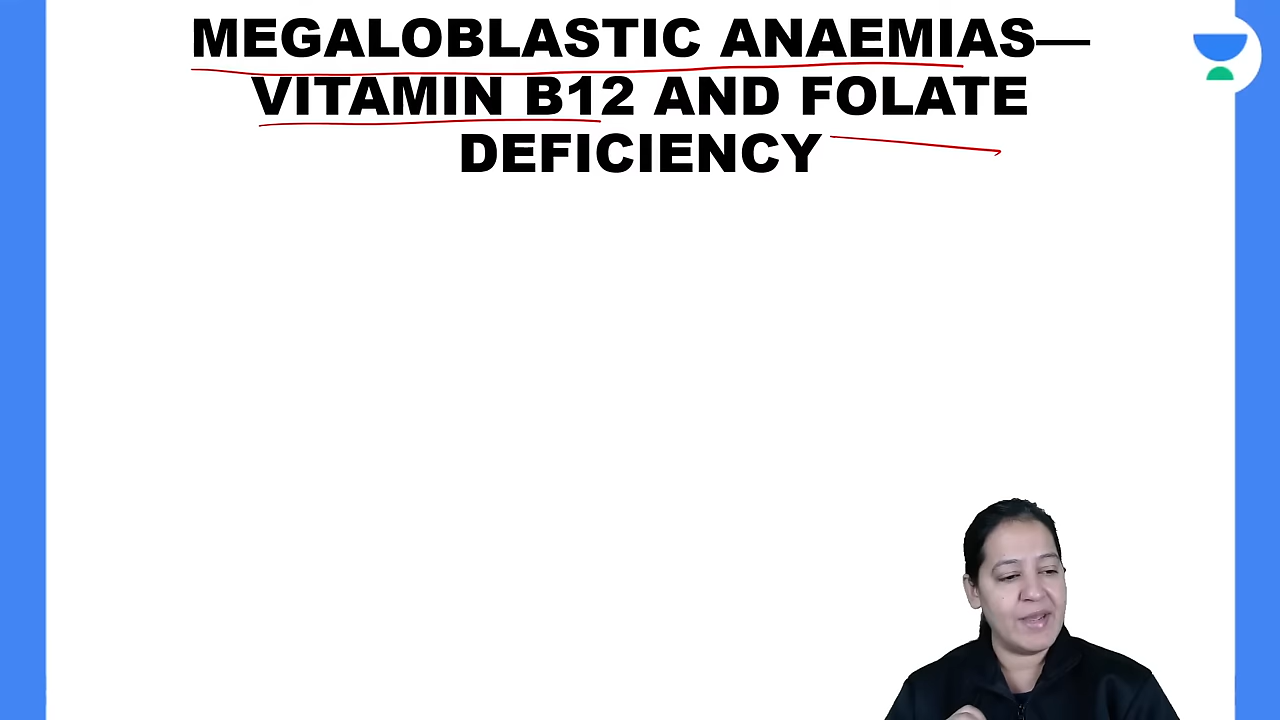 MEGALOBLASTIC ANAEMIAS—
VITAMIN B12 AND FOLATE
DEFICIENCY